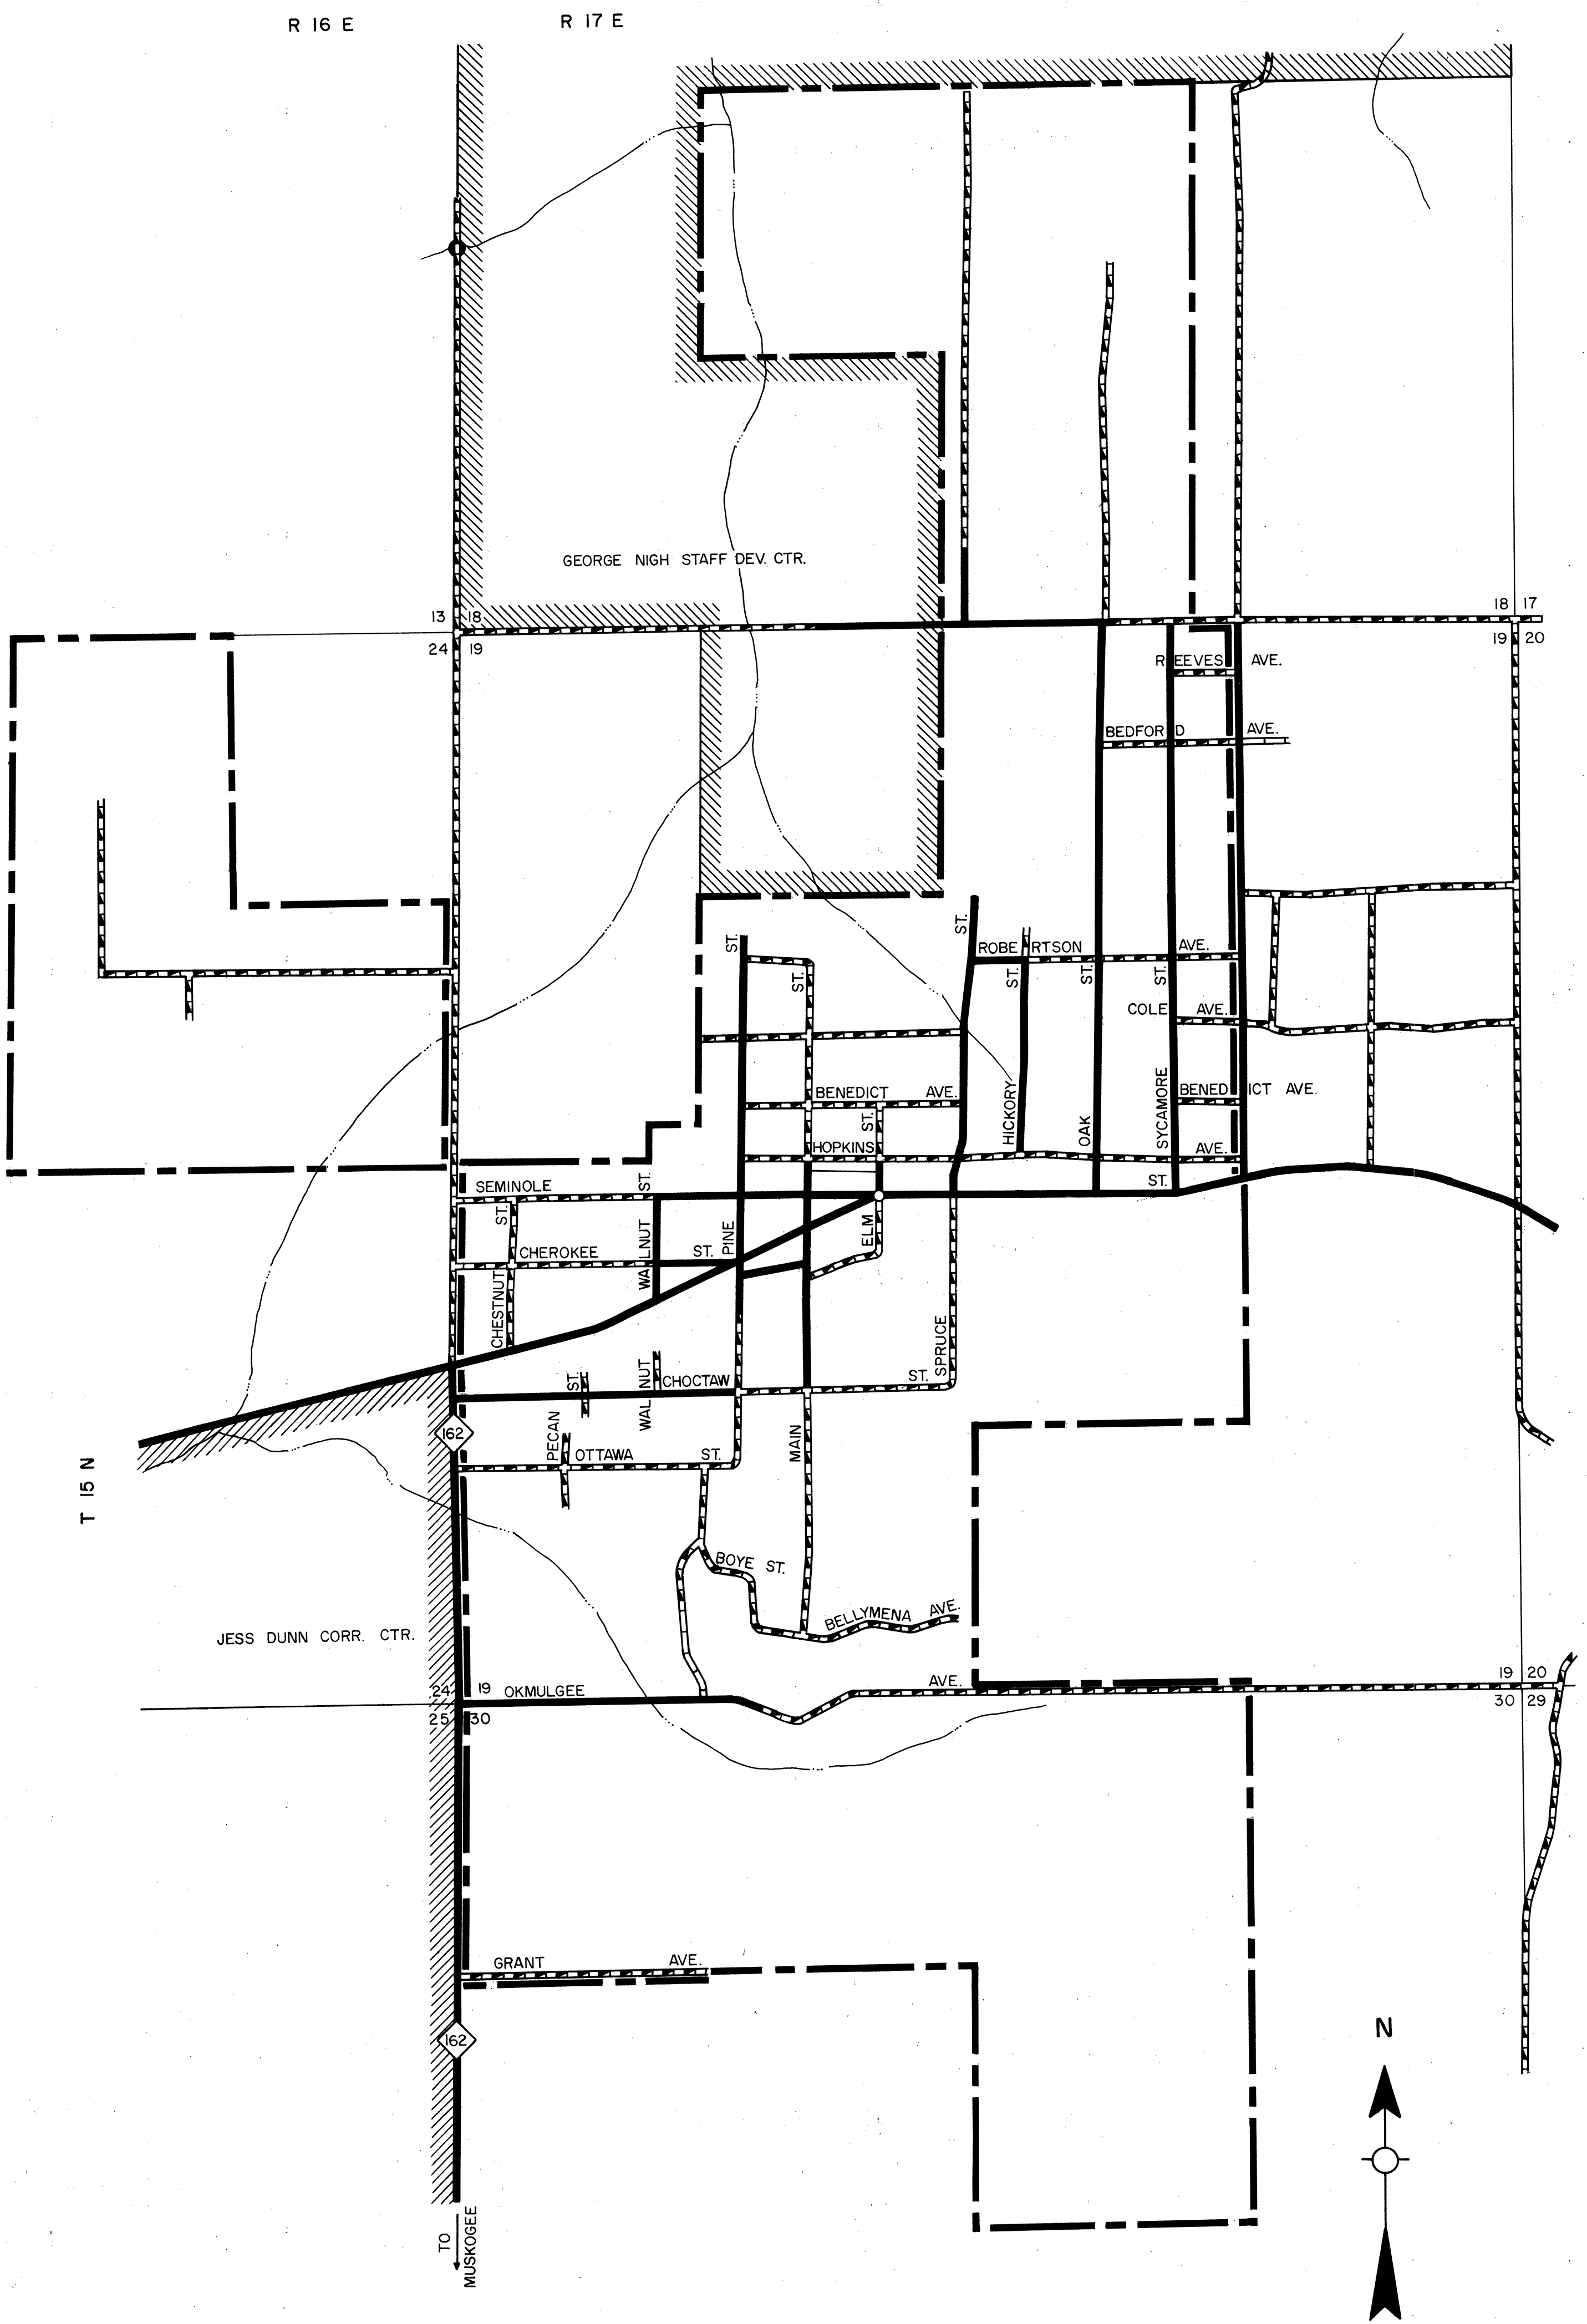 R 16 E
R 17 E
GEORGE NIGH STAFF DEV. CTR.
13 18
24 19
18 17
19 20
REEVES AVE.
BEDFORD AVE.
ST.
ST.
ST.
ROBERTSON AVE.
ST.
ST.
ST.
COLE AVE.
BENEDICT AVE.
BENEDICT AVE.
ST.
HICKORY
OAK
SYCAMORE
HOPKINS AVE.
SEMINOLE ST.
ST.
ST.
CHEROKEE ST.
WALNUT
PINE
ELM
CHESTNUT
SPRUCE
ST.
WALNUT
CHOCTAW ST.
162
PECAN
OTTAWA ST.
MAIN
T 15 N
BOYE ST.
BELLYMENA AVE.
JESS DUNN CORR. CTR.
24 19
25 30
OKMULGEE AVE.
19 20
30 29
GRANT AVE.
162
N
TO
MUSKOGEE